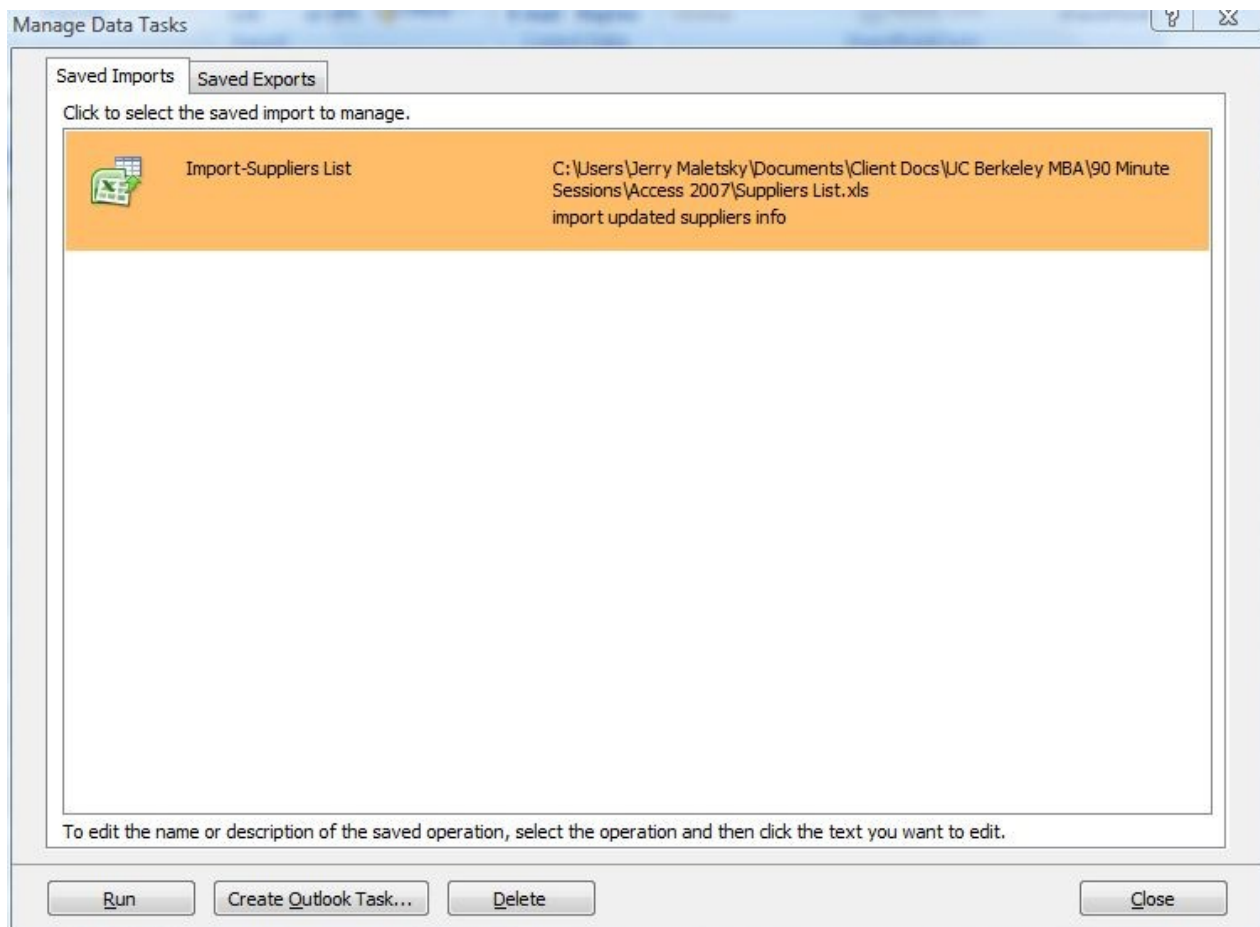 Manage Data Tasks
Saved Imports
Saved Exports
Click to select the saved import to manage.
Import-Suppliers List
C:\Users\Jerry Maletsky\Documents\Client Docs\UC Berkeley MBA\90 Minute
Sessions\Access 2007\Suppliers List.xls
import updated suppliers info
To edit the name or description of the saved operation, select the operation and then click the text you want to edit.
Run
Create Outlook Task...
Delete
Close